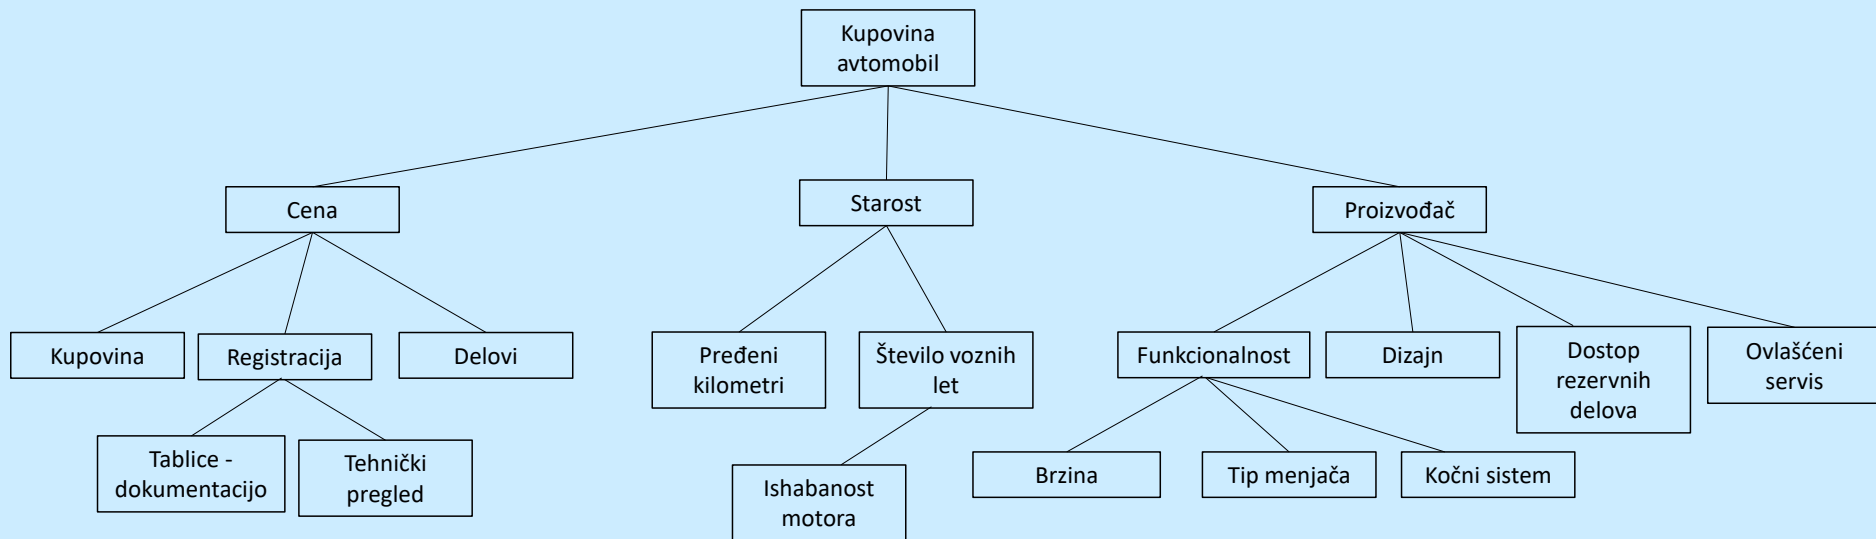 Kupovina
avtomobil
Cena
Starost
Proizvođač
Kupovina
Registracija
Delovi
Pređeni
kilometri
Število voznih
let
Funkcionalnost
Dizajn
Dostop
rezervnih
delova
Ovlašćeni
servis
Tablice -
dokumentacijo
Tehnički
pregled
Ishabanost
motora
Brzina
Tip menjača
Kočni sistem